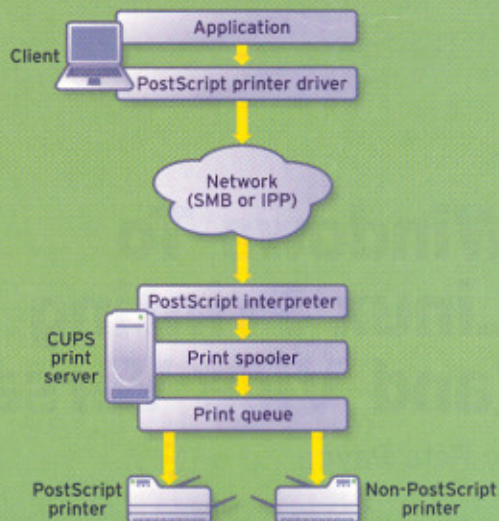 Application
Client
PostScript printer driver
Network
(SMB or IPP)
PostScript interpreter
CUPS
print
server
Print spooler
Print queue
PostScript
printer
Non-PostScript
printer